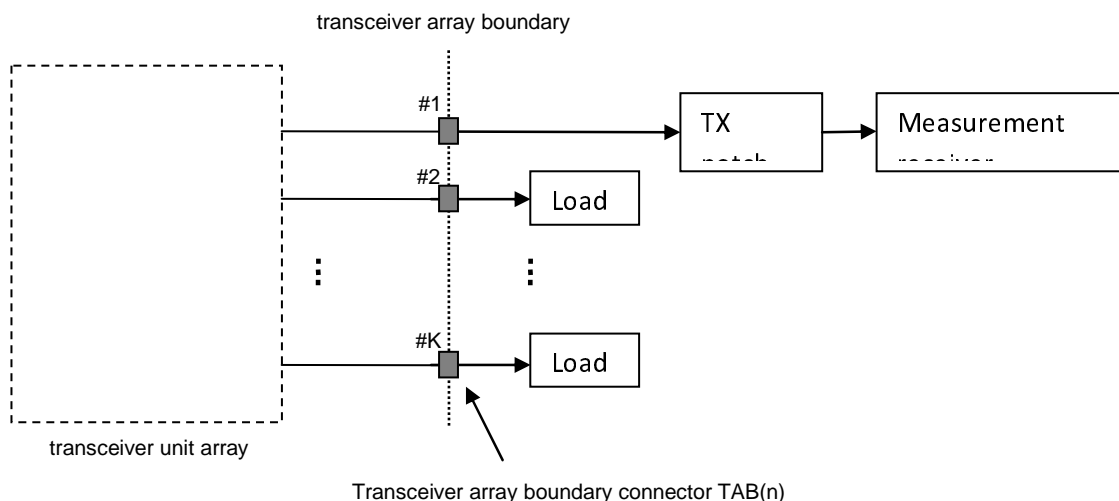 transceiver array boundary
#1
TX
Measurement
#2
Load
#K
Load
transceiver unit array
Transceiver array boundary connector TAB(n)